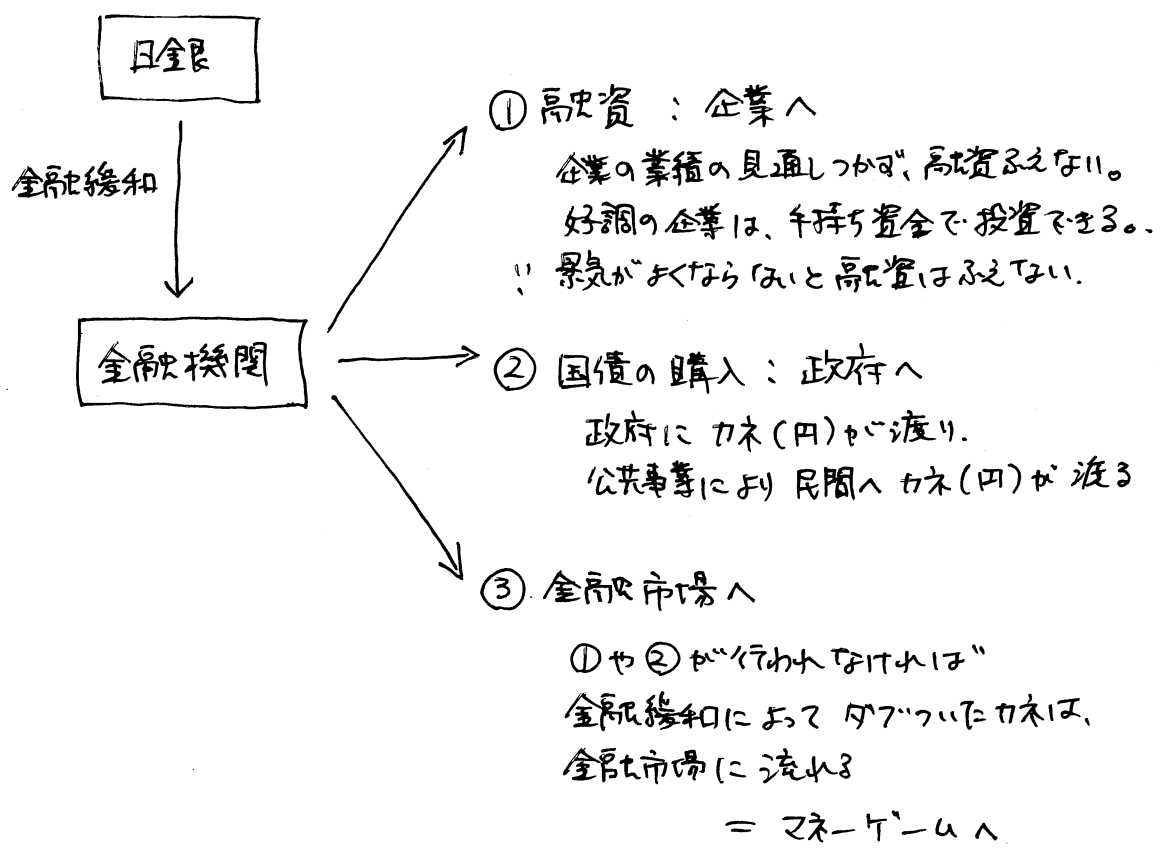 日銀
金融緩和
金融機関
① 融資 : 企業へ
企業の業績の見通しつかず、融資ふえない。
好調の企業は、手持ち資金で投資できる。
∵ 景気がよくならないと融資はふえない.
② 国債の購入 : 政府へ
政府に カネ(円)が渡り.
公共事業により 民間へ カネ(円)が 渡る
③ 金融市場へ
①や②が行われなければ
金融緩和によって ダブついたカネは、
金融市場に流れる
= マネーゲームへ